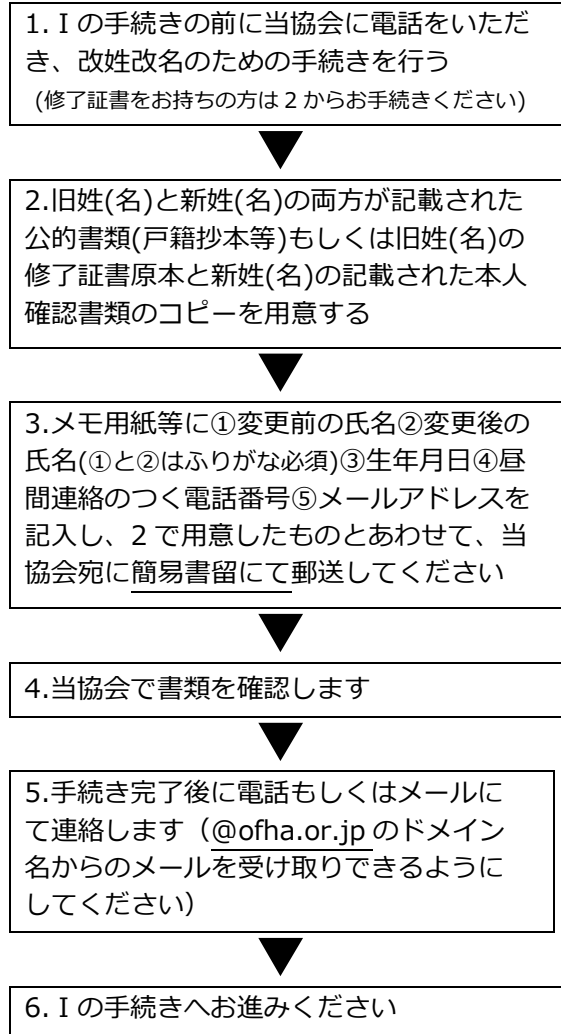 1.Ⅰの手続きの前に当協会に電話をいただ
き、改姓改名のための手続きを行う
(修了証書をお持ちの方は 2 からお手続きください)
2.旧姓(名)と新姓(名)の両方が記載された
公的書類(戸籍抄本等)もしくは旧姓(名)の
修了証書原本と新姓(名)の記載された本人
確認書類のコピーを用意する
3.メモ用紙等に①変更前の氏名②変更後の
氏名(①と②はふりがな必須)③生年月日④昼
間連絡のつく電話番号⑤メールアドレスを
記入し、2 で用意したものとあわせて、当
協会宛に簡易書留にて郵送してください
4.当協会で書類を確認します
5.手続き完了後に電話もしくはメールに
て連絡します（@ofha.or.jp のドメイン
名からのメールを受け取りできるように
してください）
6.Ⅰの手続きへお進みください